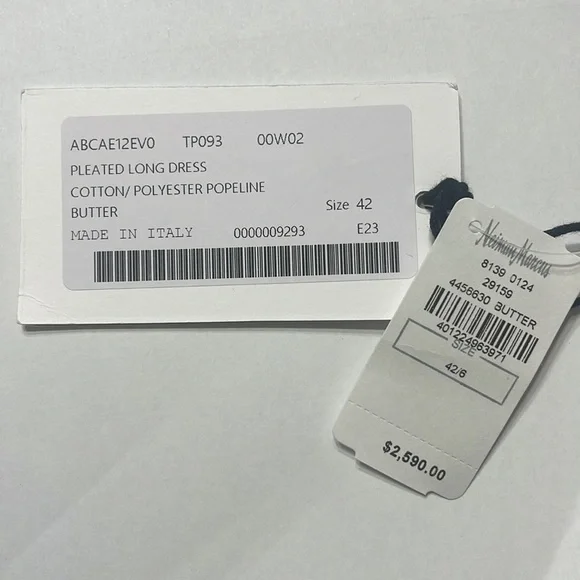 ABCAE12EV0 TP093 00W02
PLEATED LONG DRESS
COTTON/ POLYESTER POPELINE
BUTTER Size 42
MADE IN ITALY 0000009293 E23
Neiman Marcus
8139 0124
29159
4456630 BUTTER
401224963971
SIZE
42/6
$2,590.00